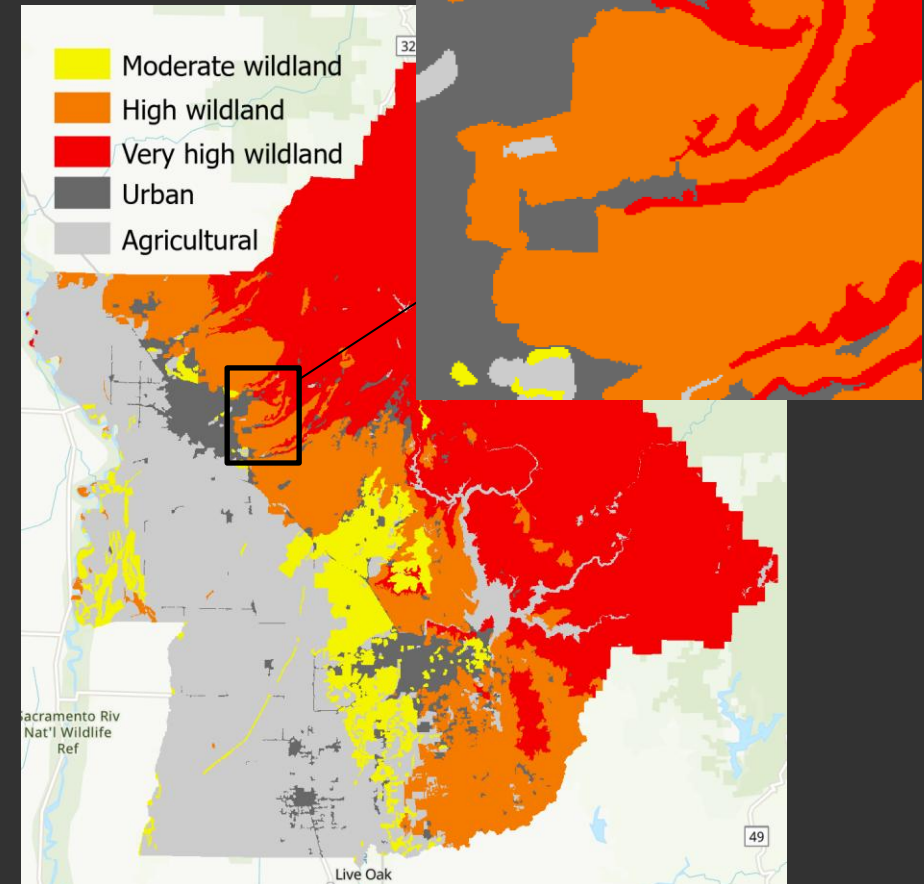 32
Moderate wildland
High wildland
Very high wildland
Urban
Agricultural
Sacramento Riv
Nat'l Wildlife
Ref
49
Live Oak